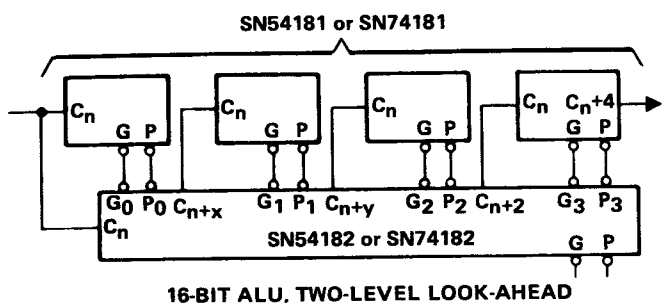 SN54181 or SN74181
Cn Cn Cn Cn Cn+4
G P G P G P G P
G0 P0 Cn+x G1 P1 Cn+y G2 P2 Cn+2 G3 P3
Cn SN54182 or SN74182 G P
16-BIT ALU, TWO-LEVEL LOOK-AHEAD